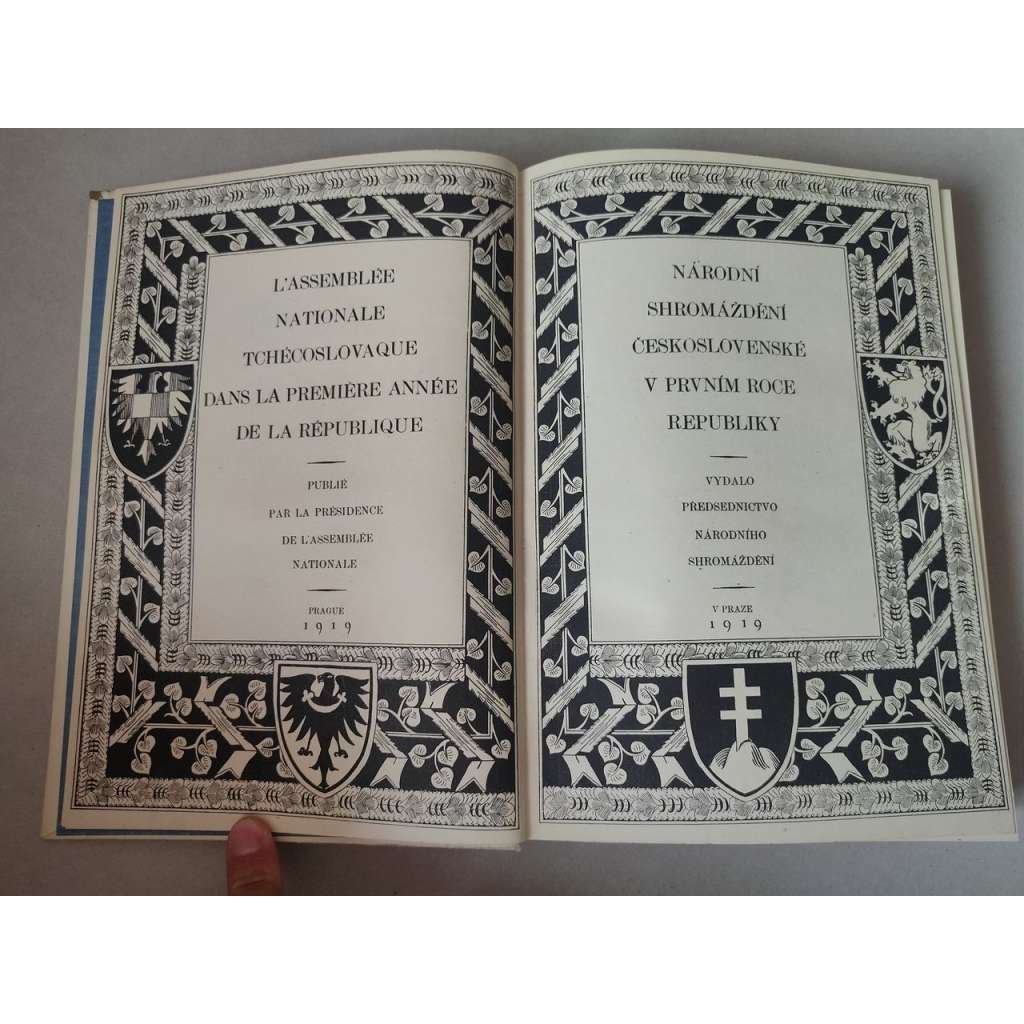 L'ASSEMBLÉE
NATIONALE
TCHÉCOSLOVAQUE
DANS LA PREMIÉRE ANNÉE
DE LA RÉPUBLIQUE
PUBLIÉ
PAR LA PRÉSIDENCE
DE L'ASSEMBLÉE
NATIONALE
PRAGUE
1919
NÁRODNÍ
SHROMÁŽDĚNÍ
ČESKOSLOVENSKÉ
V PRVNÍM ROCE
REPUBLIKY
VYDALO
PŘEDSEDNICTVO
NÁRODNÍHO
SHROMÁŽDĚNÍ
V PRAZE
1919